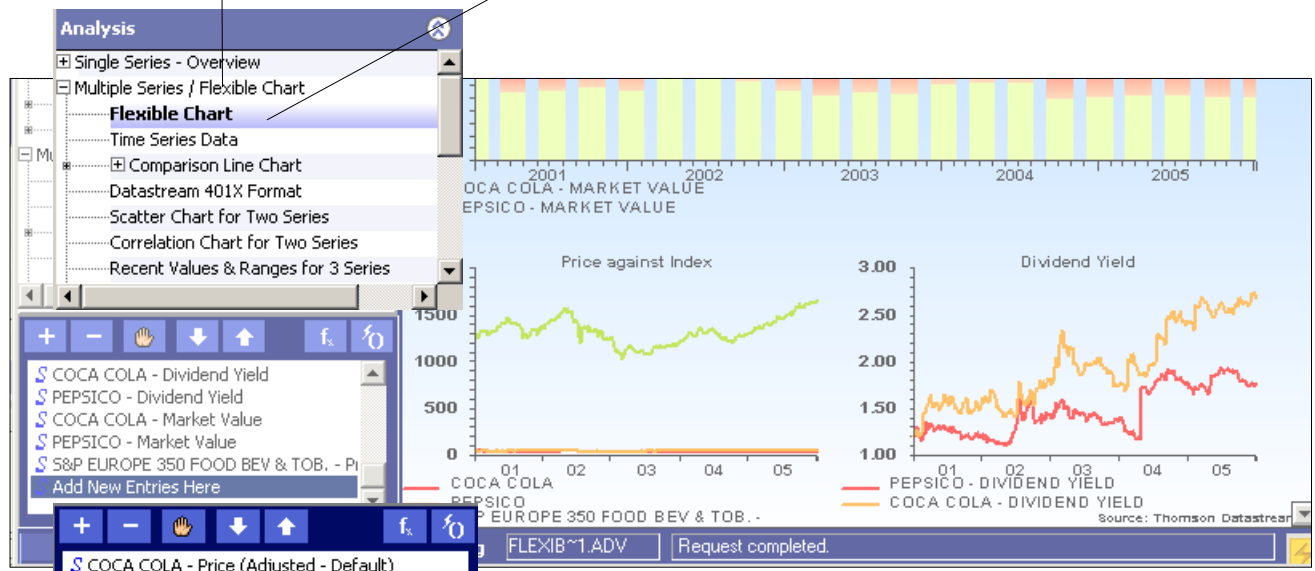 Analysis
Single Series - Overview
Multiple Series / Flexible Chart
Flexible Chart
Time Series Data
Comparison Line Chart
Datastream 401X Format
Scatter Chart for Two Series
Correlation Chart for Two Series
Recent Values & Ranges for 3 Series
Mu
2001 2002 2003 2004 2005
OCA COLA - MARKET VALUE
EPSICO - MARKET VALUE
Price against Index
1500
1000
500
0
01 02 03 04 05
COCA COLA
PEPSICO
P EUROPE 350 FOOD BEV & TOB. -
Dividend Yield
3.00
2.50
2.00
1.50
1.00
01 02 03 04 05
PEPSICO - DIVIDEND YIELD
COCA COLA - DIVIDEND YIELD
Source: Thomson Datastrear
fx f()
S COCA COLA - Dividend Yield
S PEPSICO - Dividend Yield
S COCA COLA - Market Value
S PEPSICO - Market Value
S S&P EUROPE 350 FOOD BEV & TOB. - Pr
S Add New Entries Here
fx f()
S COCA COLA - Price (Adjusted - Default)
g FLEXIB~1.ADV Request completed.